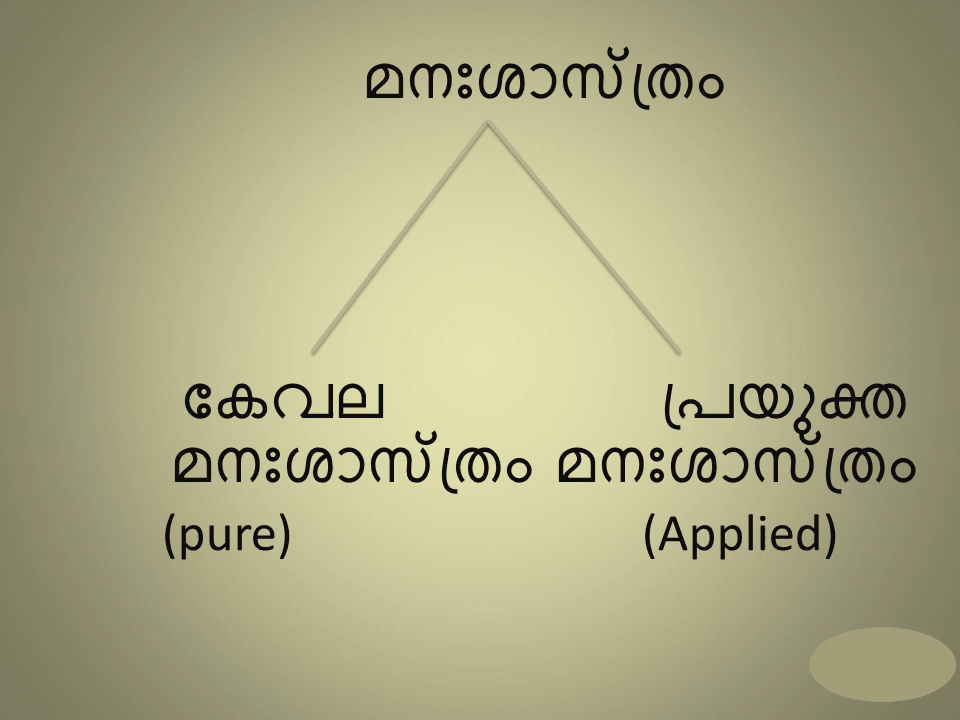 മനഃശാസ്ത്രം
കേവല പ്രയുക്ത
മനഃശാസ്ത്രം മനഃശാസ്ത്രം
(pure) (Applied)